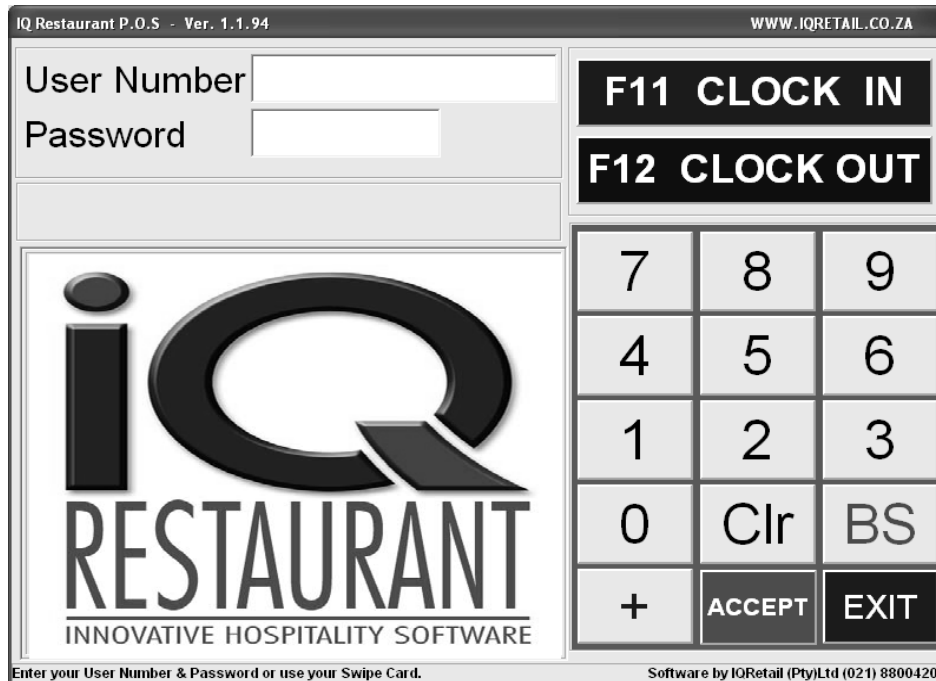 IQ Restaurant P.O.S - Ver. 1.1.94
WWW.IQRETAIL.CO.ZA
User Number
Password
F11 CLOCK IN
F12 CLOCK OUT
iQ
RESTAURANT
INNOVATIVE HOSPITALITY SOFTWARE
7 8 9
4 5 6
1 2 3
0 Clr BS
+ ACCEPT EXIT
Enter your User Number & Password or use your Swipe Card.
Software by IQRetail (Pty)Ltd (021) 8800420